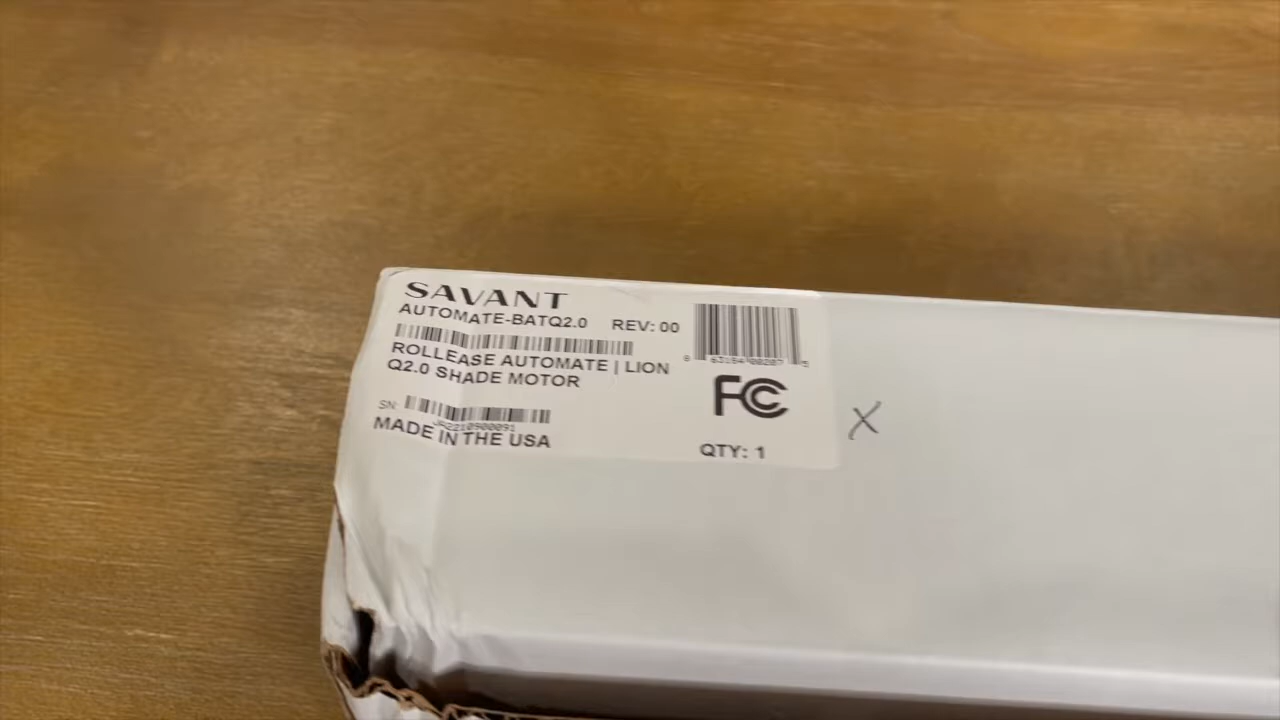 SAVANT
AUTOMATE-BATQ2.0 REV: 00
ROLLEASE AUTOMATE | LION
Q2.0 SHADE MOTOR
SN:
MADE IN THE USA
FC
QTY: 1
X